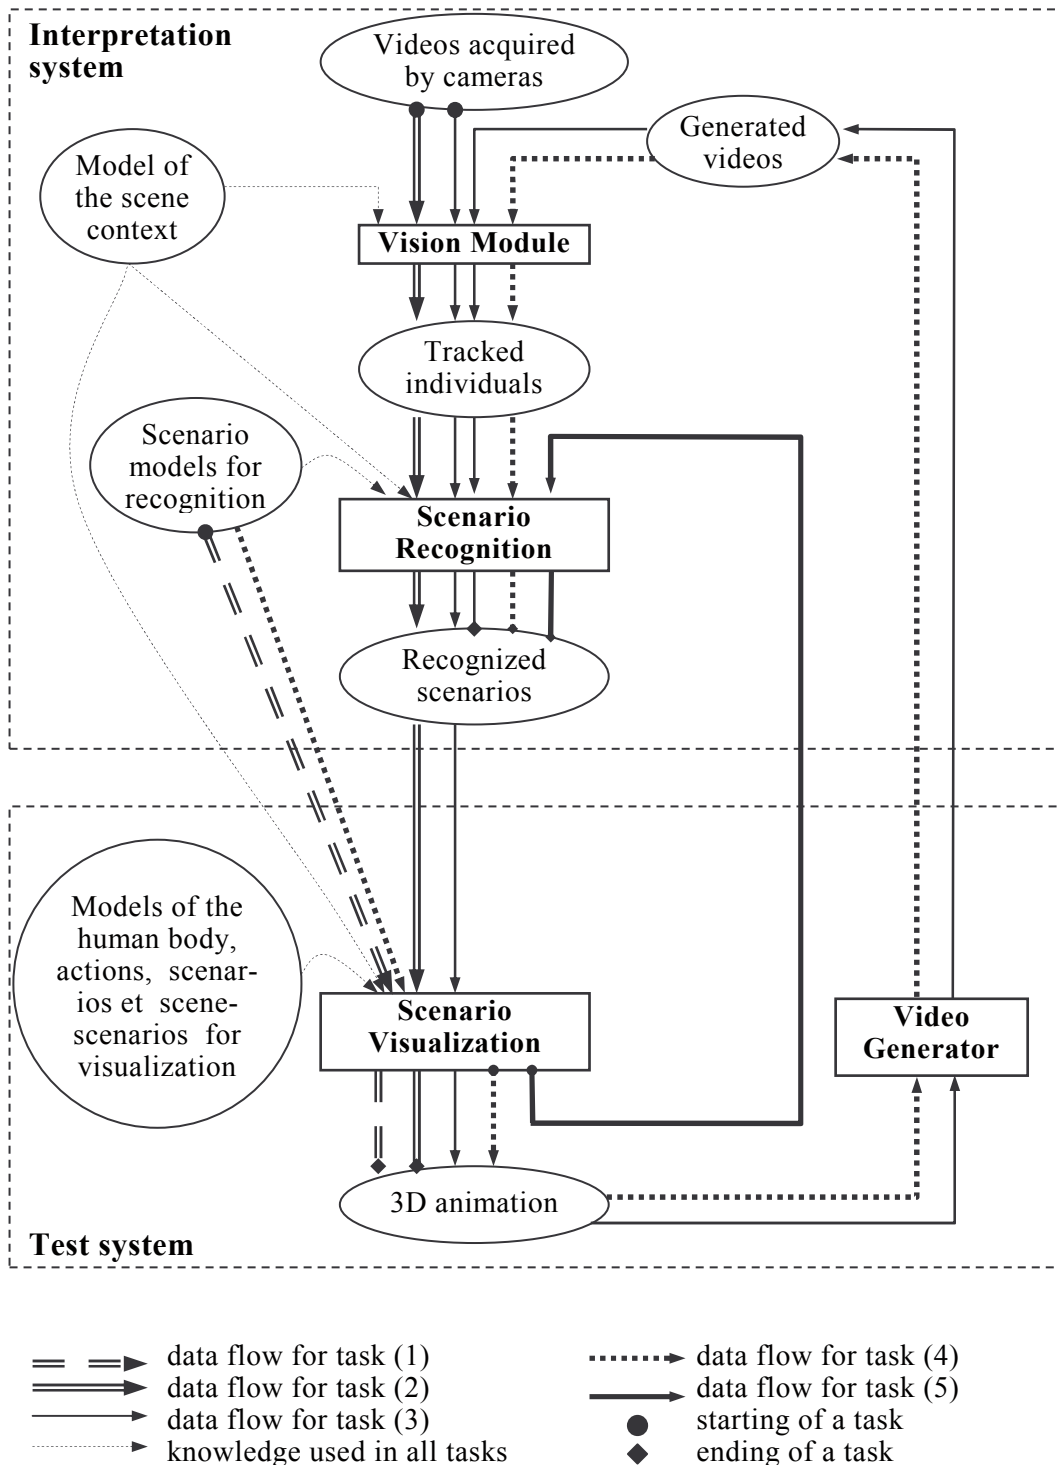 Interpretation
system
Videos acquired
by cameras
Generated
videos
Model of
the scene
context
Vision Module
Tracked
individuals
Scenario
models for
recognition
Scenario
Recognition
Recognized
scenarios
Models of the
human body,
actions, scenar-
ios et scene-
scenarios for
visualization
Scenario
Visualization
Video
Generator
3D animation
Test system
data flow for task (1)
data flow for task (2)
data flow for task (3)
knowledge used in all tasks
data flow for task (4)
data flow for task (5)
starting of a task
ending of a task